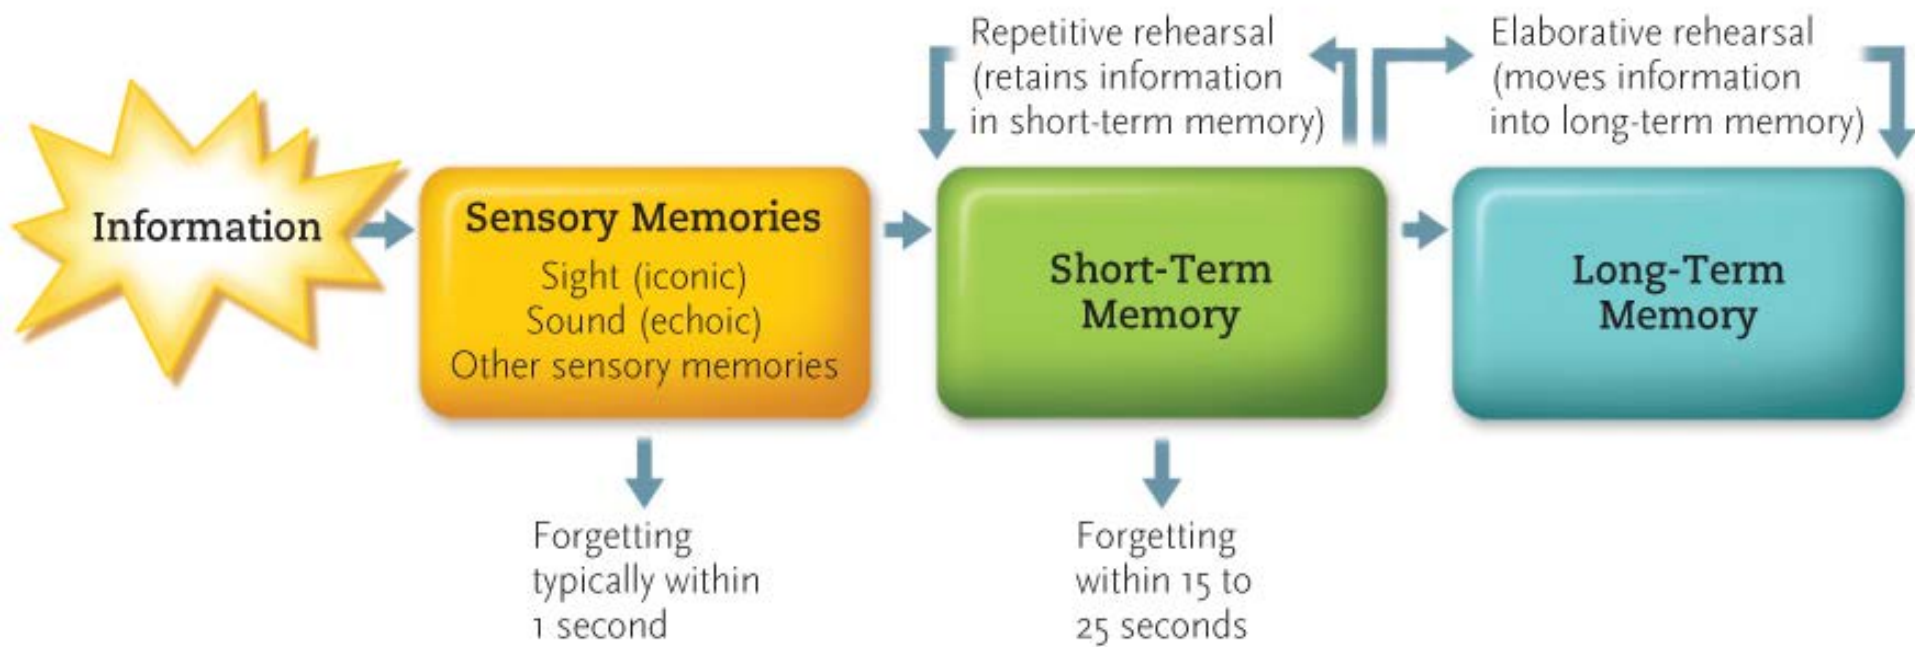 Repetitive rehearsal
(retains information
in short-term memory)
Elaborative rehearsal
(moves information
into long-term memory)
Information
Sensory Memories
Sight (iconic)
Sound (echoic)
Other sensory memories
Short-Term
Memory
Long-Term
Memory
Forgetting
typically within
1 second
Forgetting
within 15 to
25 seconds